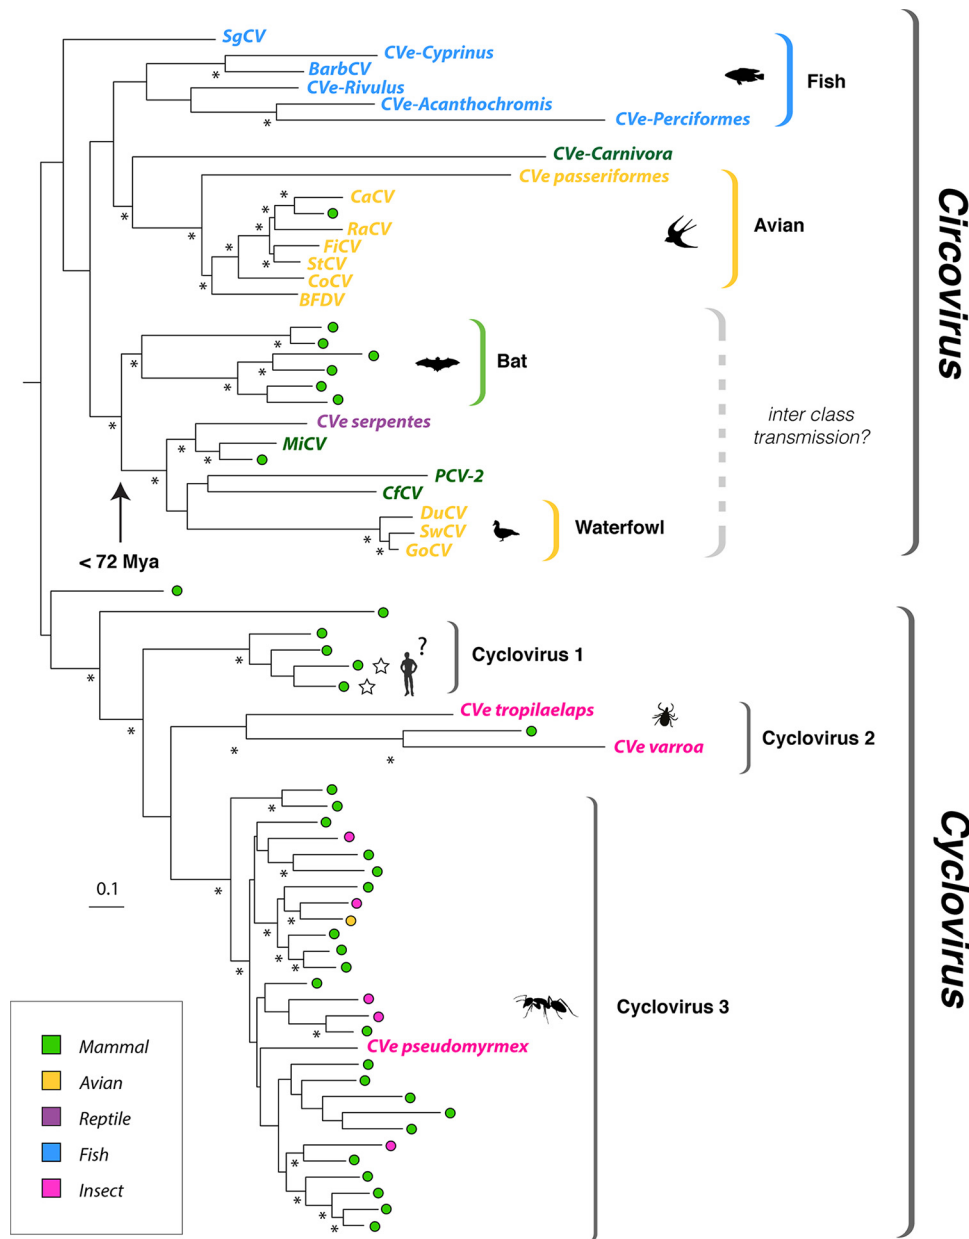 SgCV
CVe-Cyprinus
*
BarbCV
CVe-Rivulus
Fish
CVe-Acanthochromis
*
CVe-Perciformes
CVe-Carnivora
CVe passeriformes
*
CaCV
*
*
*
RaCV
Avian
*
FiCV
*
StCV
*
CoCV
BFDV
Circovirus
*
*
*
Bat
*
*
CVe serpentes
inter class
transmission?
*
MiCV
*
*
PCV-2
CfCV
DuCV
*
SwCV
Waterfowl
*
GoCV
< 72 Mya
?
*
Cyclovirus 1
*
CVe tropilaelaps
*
Cyclovirus 2
*
CVe varroa
*
*
*
0.1
*
*
*
*
*
*
*
Cyclovirus
Cyclovirus 3
*
CVe pseudomyrmex
*
*
*
*
Mammal
Avian
Reptile
Fish
Insect